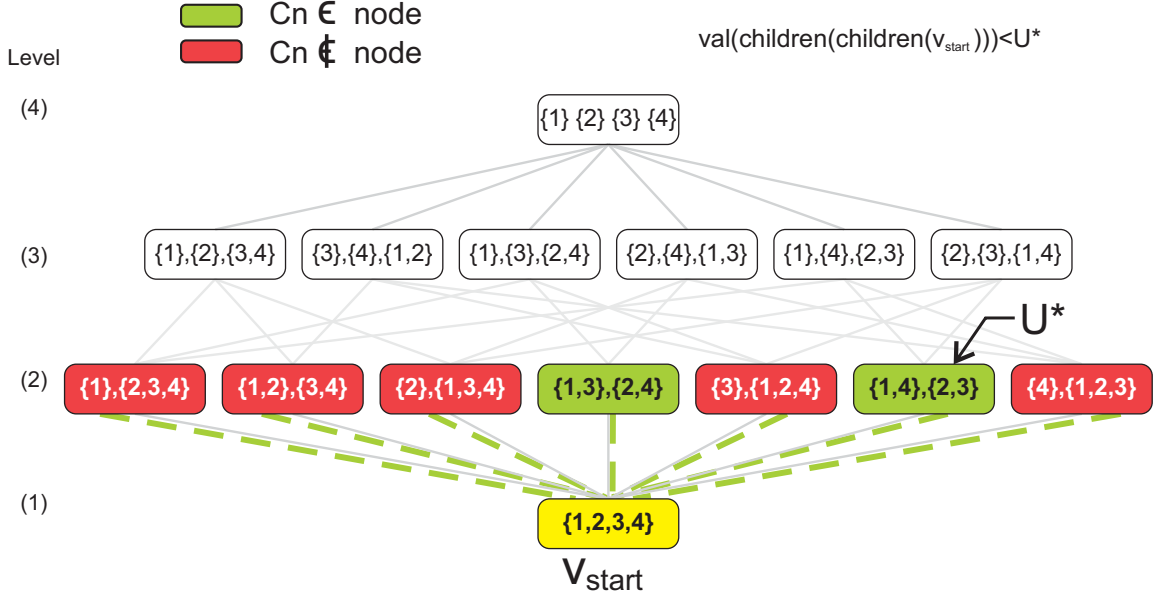 Cn ϵ node
Cn ∉ node
val(children(children(vstart)))<U*
Level
(4)
{1} {2} {3} {4}
(3)
{1},{2},{3,4}
{3},{4},{1,2}
{1},{3},{2,4}
{2},{4},{1,3}
{1},{4},{2,3}
{2},{3},{1,4}
U*
(2)
{1},{2,3,4}
{1,2},{3,4}
{2},{1,3,4}
{1,3},{2,4}
{3},{1,2,4}
{1,4},{2,3}
{4},{1,2,3}
(1)
{1,2,3,4}
vstart